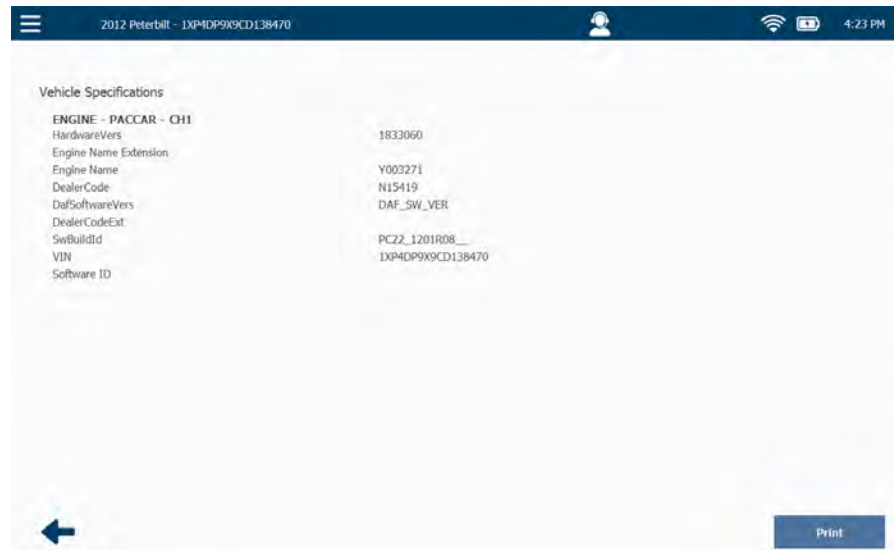 2012 Peterbilt - 1XP4DP9X9CD138470 4:23 PM
Vehicle Specifications
ENGINE - PACCAR - CH1
HardwareVers 1833060
Engine Name Extension
Engine Name Y003271
DealerCode N15419
DafSoftwareVers DAF_SW_VER
DealerCodeExt
SwBuildId PC22_1201R08__
VIN 1XP4DP9X9CD138470
Software ID
Print